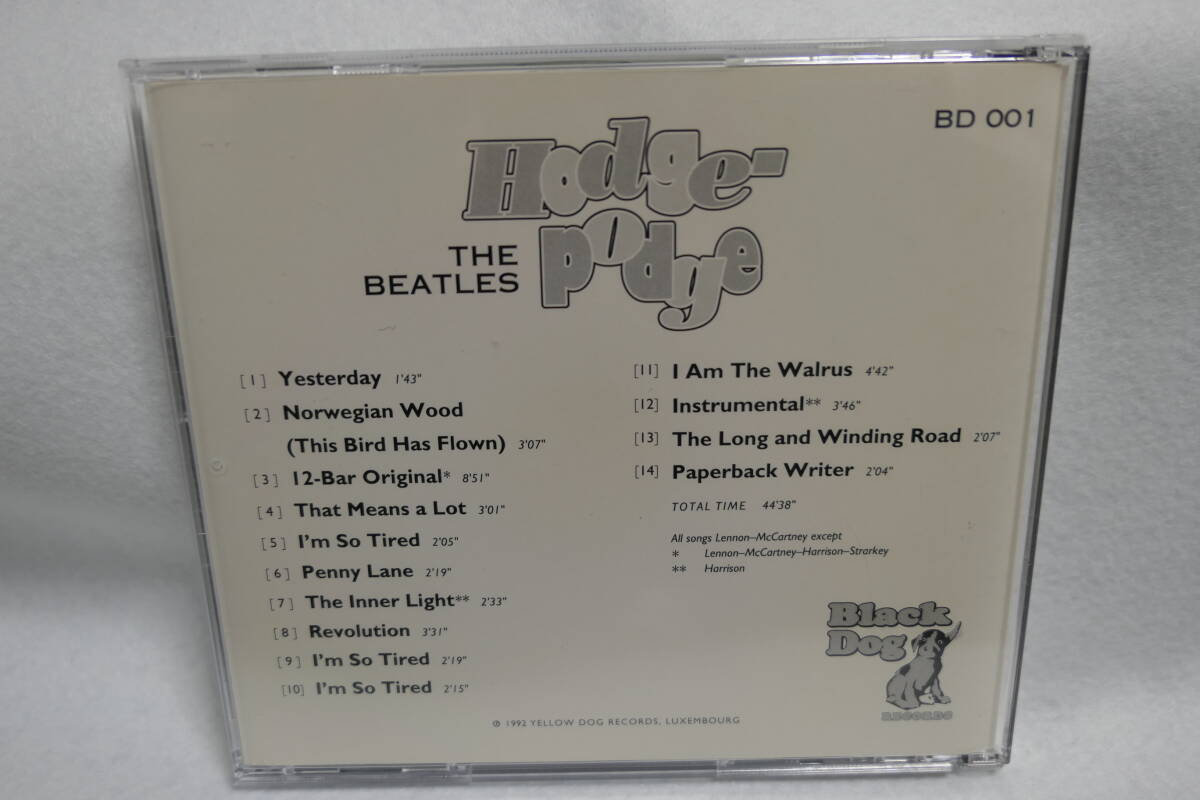 BD 001
Hodge-
podge
THE
BEATLES
[1] Yesterday 1'43"
[2] Norwegian Wood
(This Bird Has Flown) 3'07"
[3] 12-Bar Original* 8'51"
[4] That Means a Lot 3'01"
[5] I'm So Tired 2'05"
[6] Penny Lane 2'19"
[7] The Inner Light** 2'33"
[8] Revolution 3'31"
[9] I'm So Tired 2'19"
[10] I'm So Tired 2'15"
[11] I Am The Walrus 4'42"
[12] Instrumental** 3'46"
[13] The Long and Winding Road 2'07"
[14] Paperback Writer 2'04"
TOTAL TIME 44'38"
All songs Lennon–McCartney except
* Lennon–McCartney–Harrison–Strarkey
** Harrison
Black
Dog
RECORDS
℗ 1992 YELLOW DOG RECORDS, LUXEMBOURG